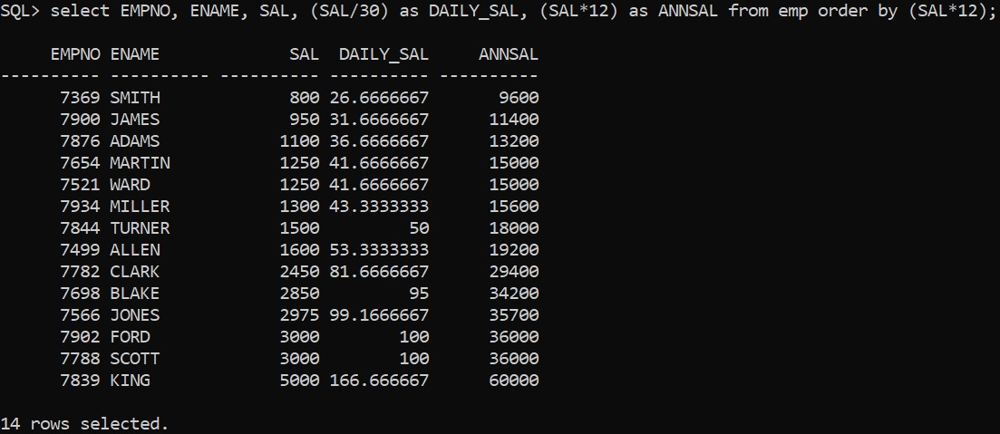 SQL> select EMPNO, ENAME, SAL, (SAL/30) as DAILY_SAL, (SAL*12) as ANNSAL from emp order by (SAL*12);
     EMPNO ENAME             SAL  DAILY_SAL     ANNSAL
---------- ---------- ---------- ---------- ----------
      7369 SMITH             800 26.6666667       9600
      7900 JAMES             950 31.6666667      11400
      7876 ADAMS            1100 36.6666667      13200
      7654 MARTIN           1250 41.6666667      15000
      7521 WARD             1250 41.6666667      15000
      7934 MILLER           1300 43.3333333      15600
      7844 TURNER           1500         50      18000
      7499 ALLEN            1600 53.3333333      19200
      7782 CLARK            2450 81.6666667      29400
      7698 BLAKE            2850         95      34200
      7566 JONES            2975 99.1666667      35700
      7902 FORD             3000        100      36000
      7788 SCOTT            3000        100      36000
      7839 KING             5000 166.666667      60000
14 rows selected.